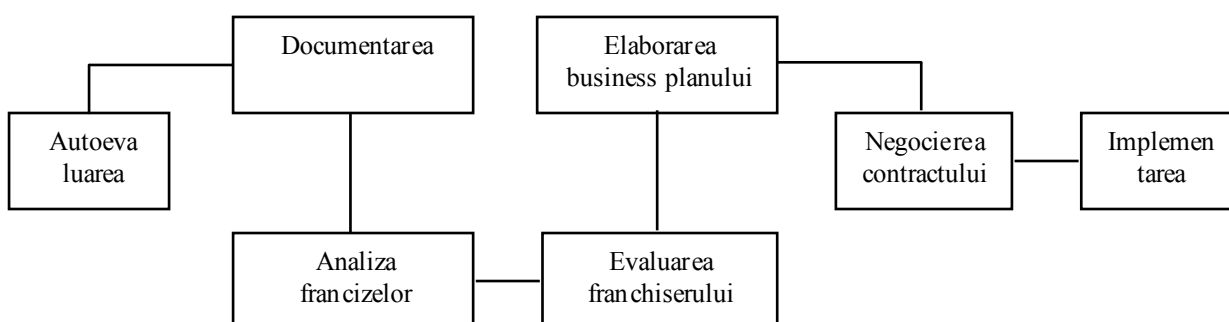 Documentarea
Elaborarea
business planului
Autoeva
luarea
Negocierea
contractului
Implemen
tarea
Analiza
francizelor
Evaluarea
franchiserului